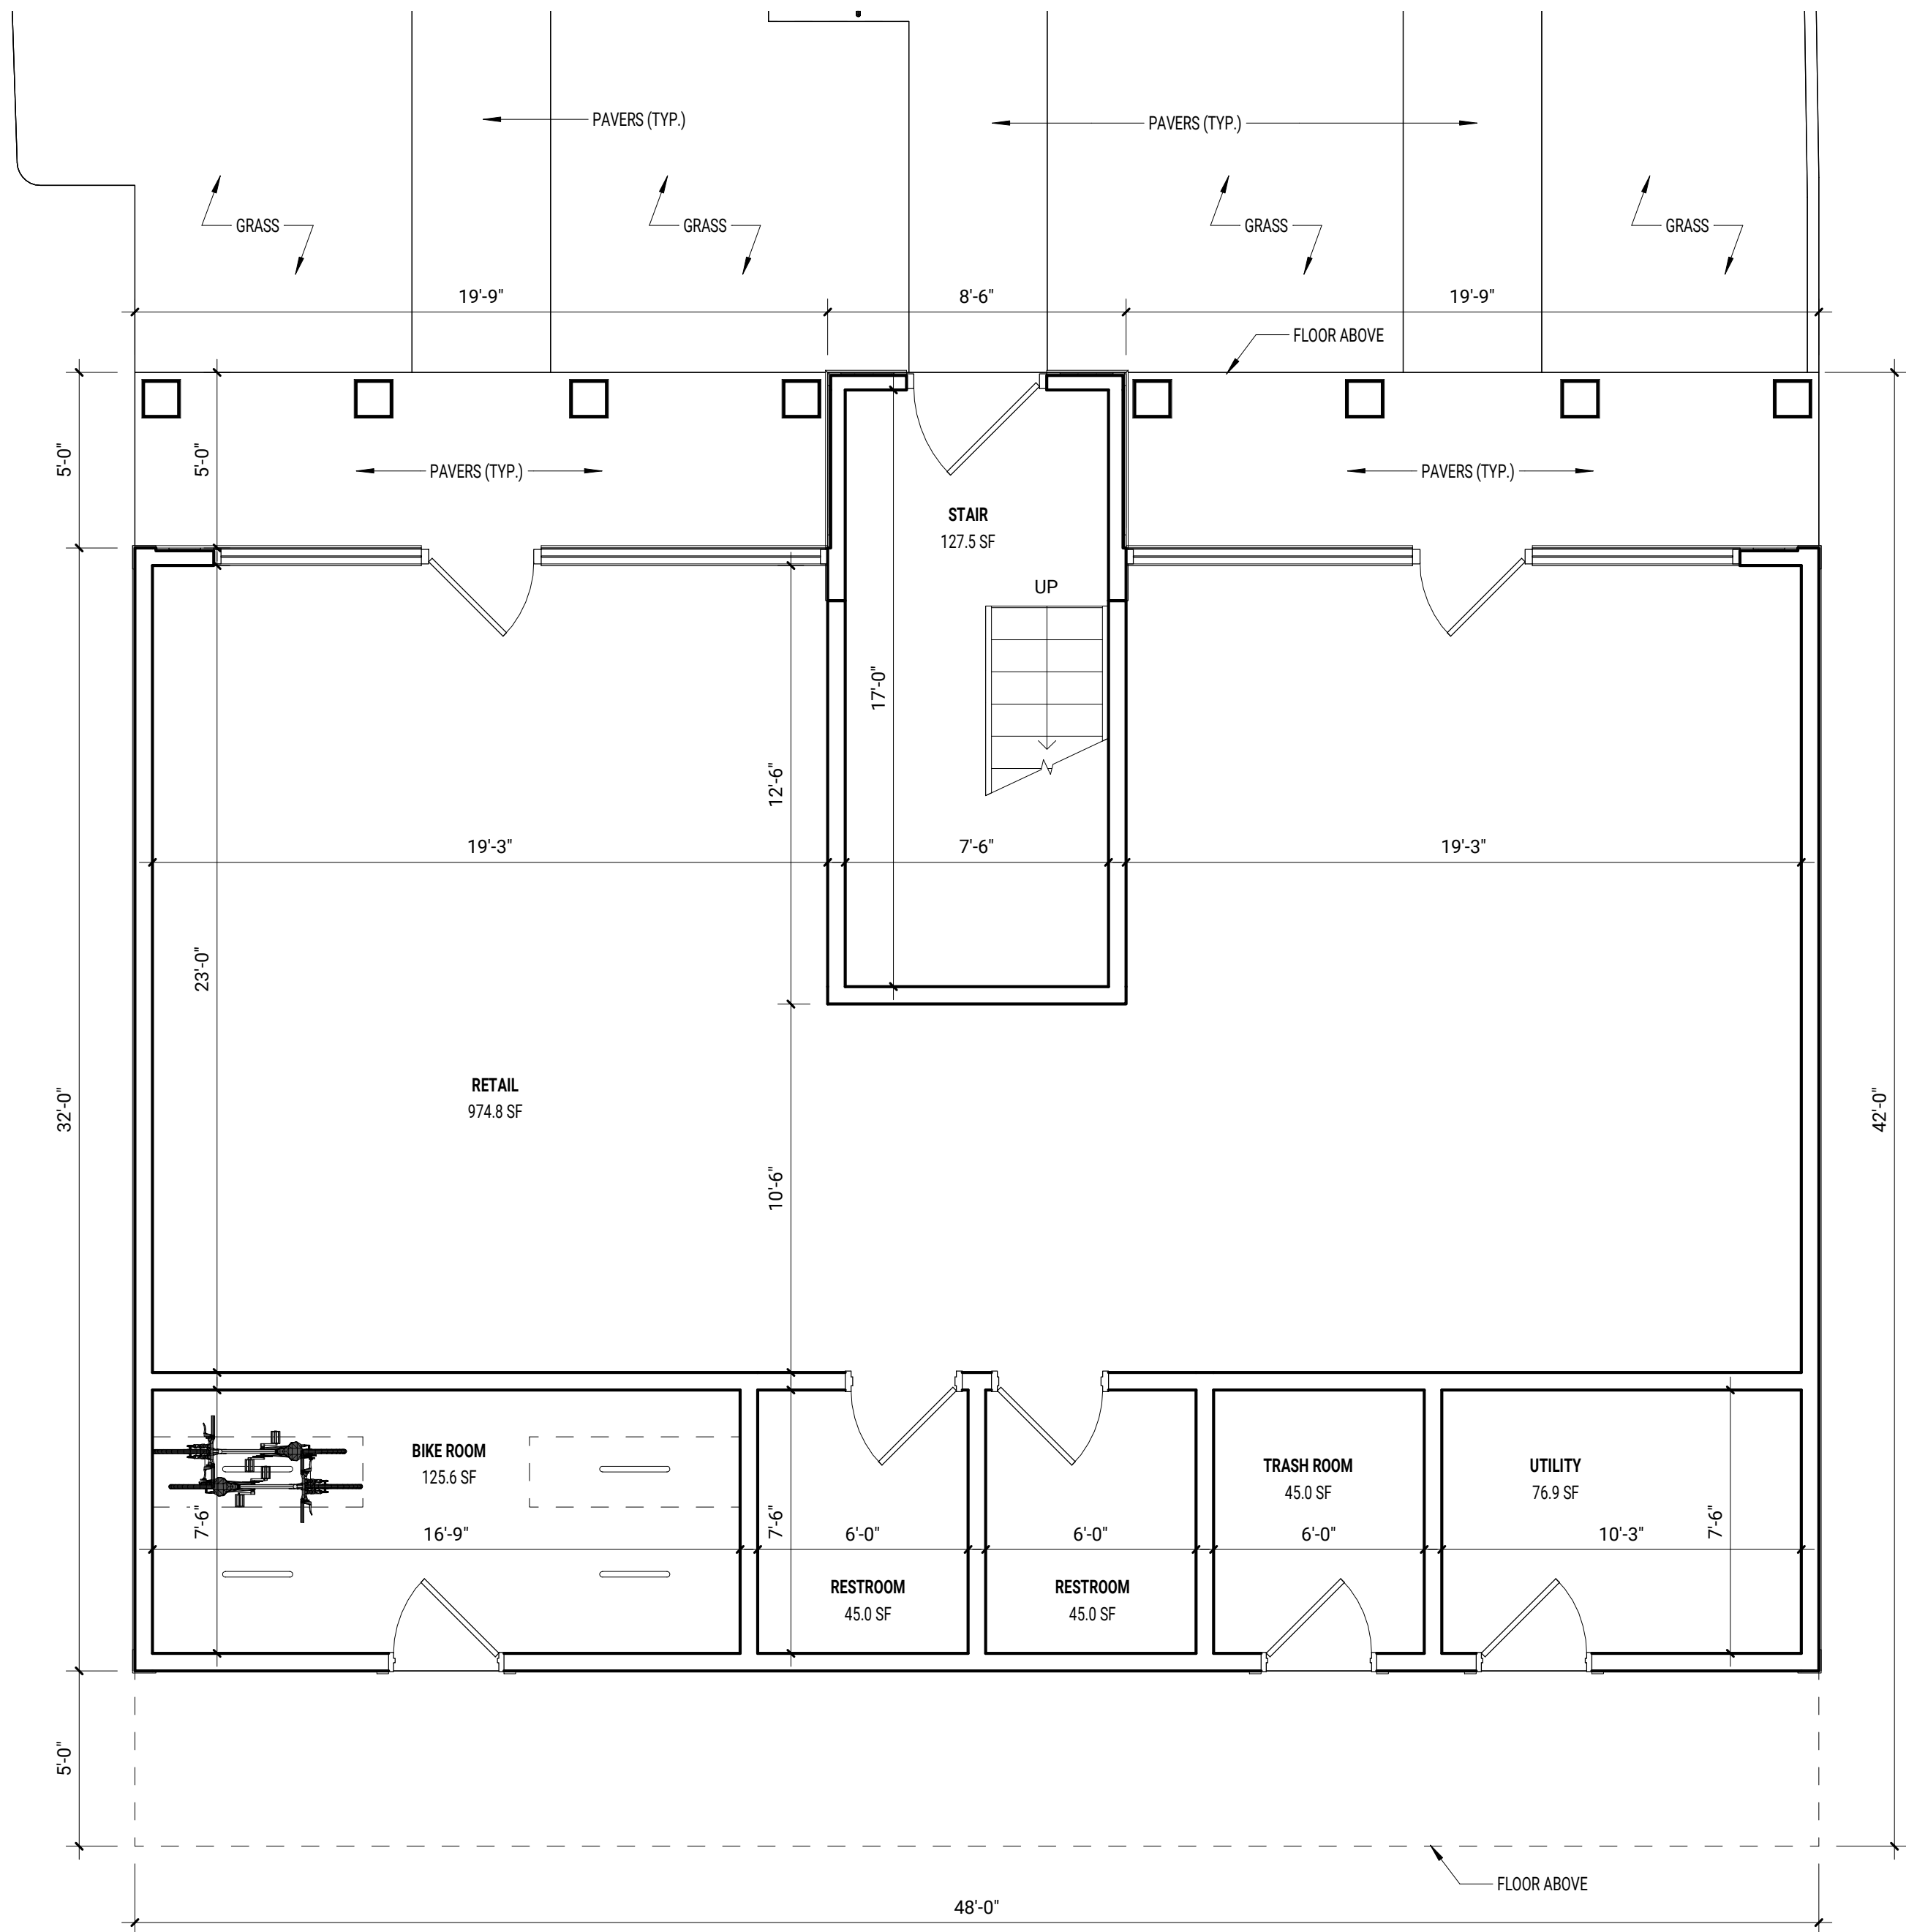 PAVERS (TYP.)
PAVERS (TYP.)
GRASS
GRASS
GRASS
GRASS
19'-9"
8'-6"
19'-9"
FLOOR ABOVE
5'-0"
5'-0"
PAVERS (TYP.)
PAVERS (TYP.)
STAIR
127.5 SF
UP
17'-0"
12'-6"
19'-3"
7'-6"
19'-3"
23'-0"
RETAIL
974.8 SF
32'-0"
42'-0"
10'-6"
BIKE ROOM
125.6 SF
TRASH ROOM
45.0 SF
UTILITY
76.9 SF
7'-6"
16'-9"
7'-6"
6'-0"
6'-0"
6'-0"
10'-3"
7'-6"
RESTROOM
45.0 SF
RESTROOM
45.0 SF
5'-0"
FLOOR ABOVE
48'-0"